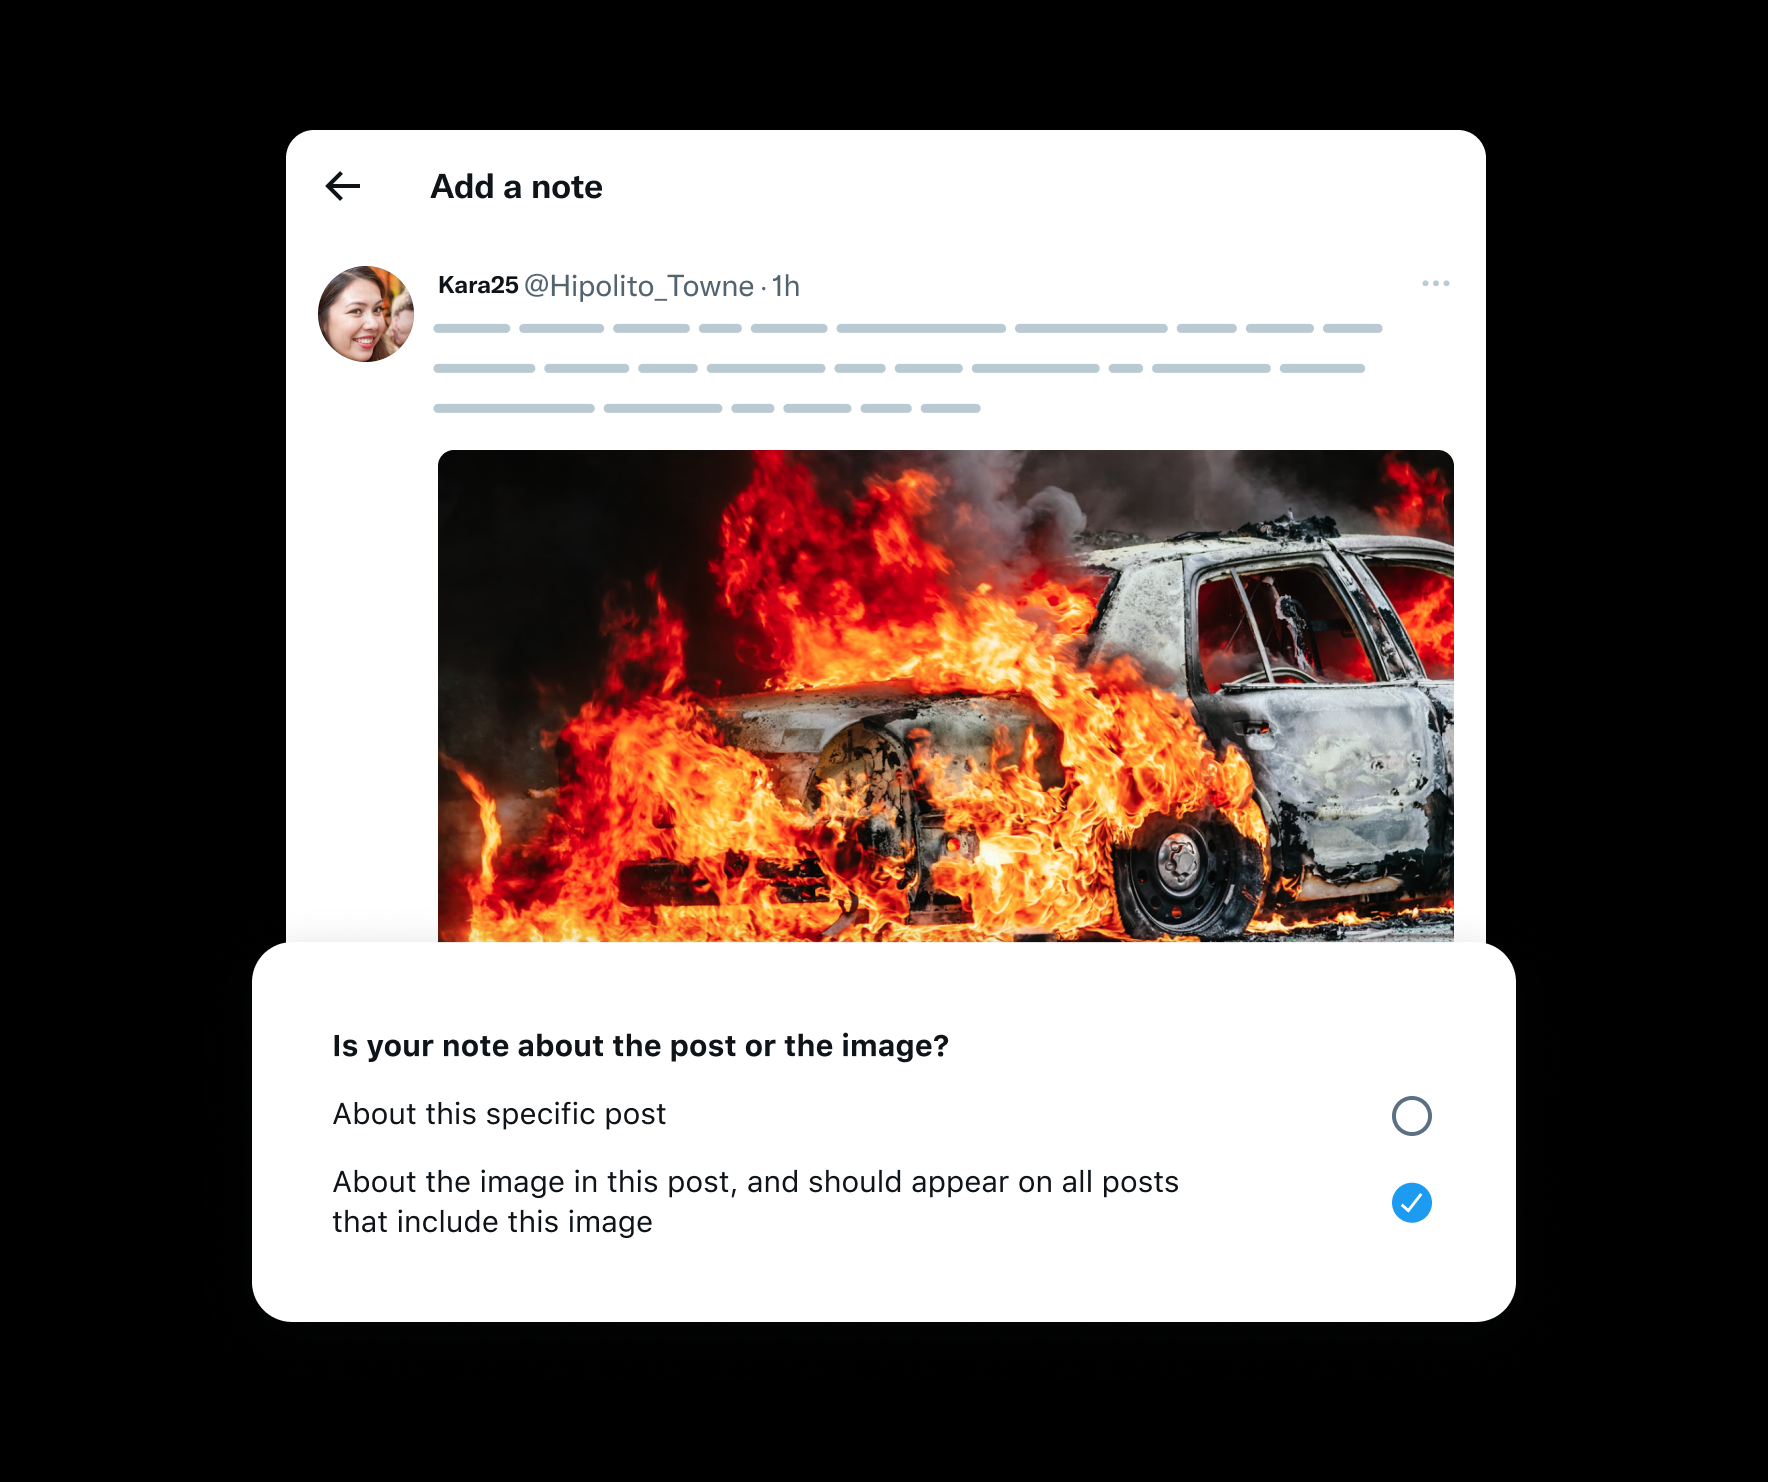 Add a note
Kara25 @Hipolito_Towne · 1h
Is your note about the post or the image?
About this specific post
About the image in this post, and should appear on all posts
that include this image